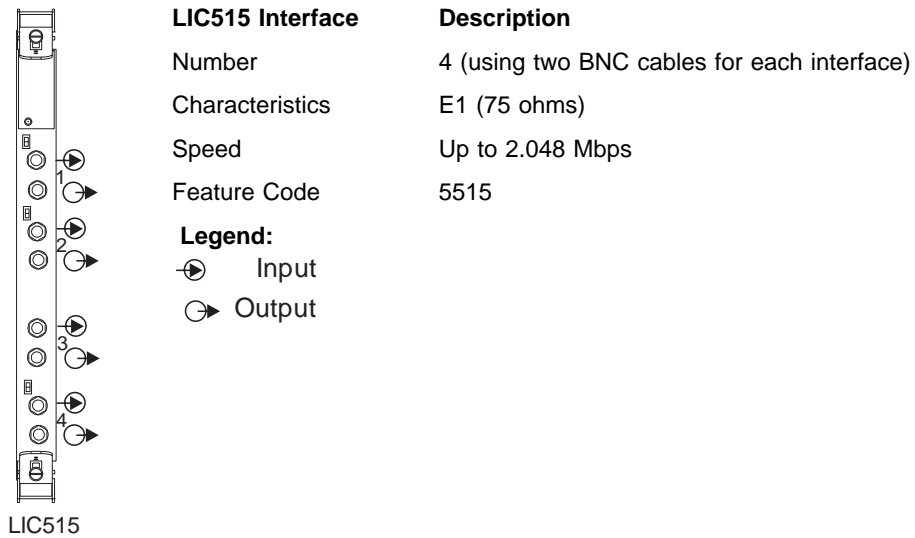 LIC515 Interface Description
Number 4 (using two BNC cables for each interface)
Characteristics E1 (75 ohms)
Speed Up to 2.048 Mbps
Feature Code 5515
Legend:
Input
Output
1
2
3
4
LIC515